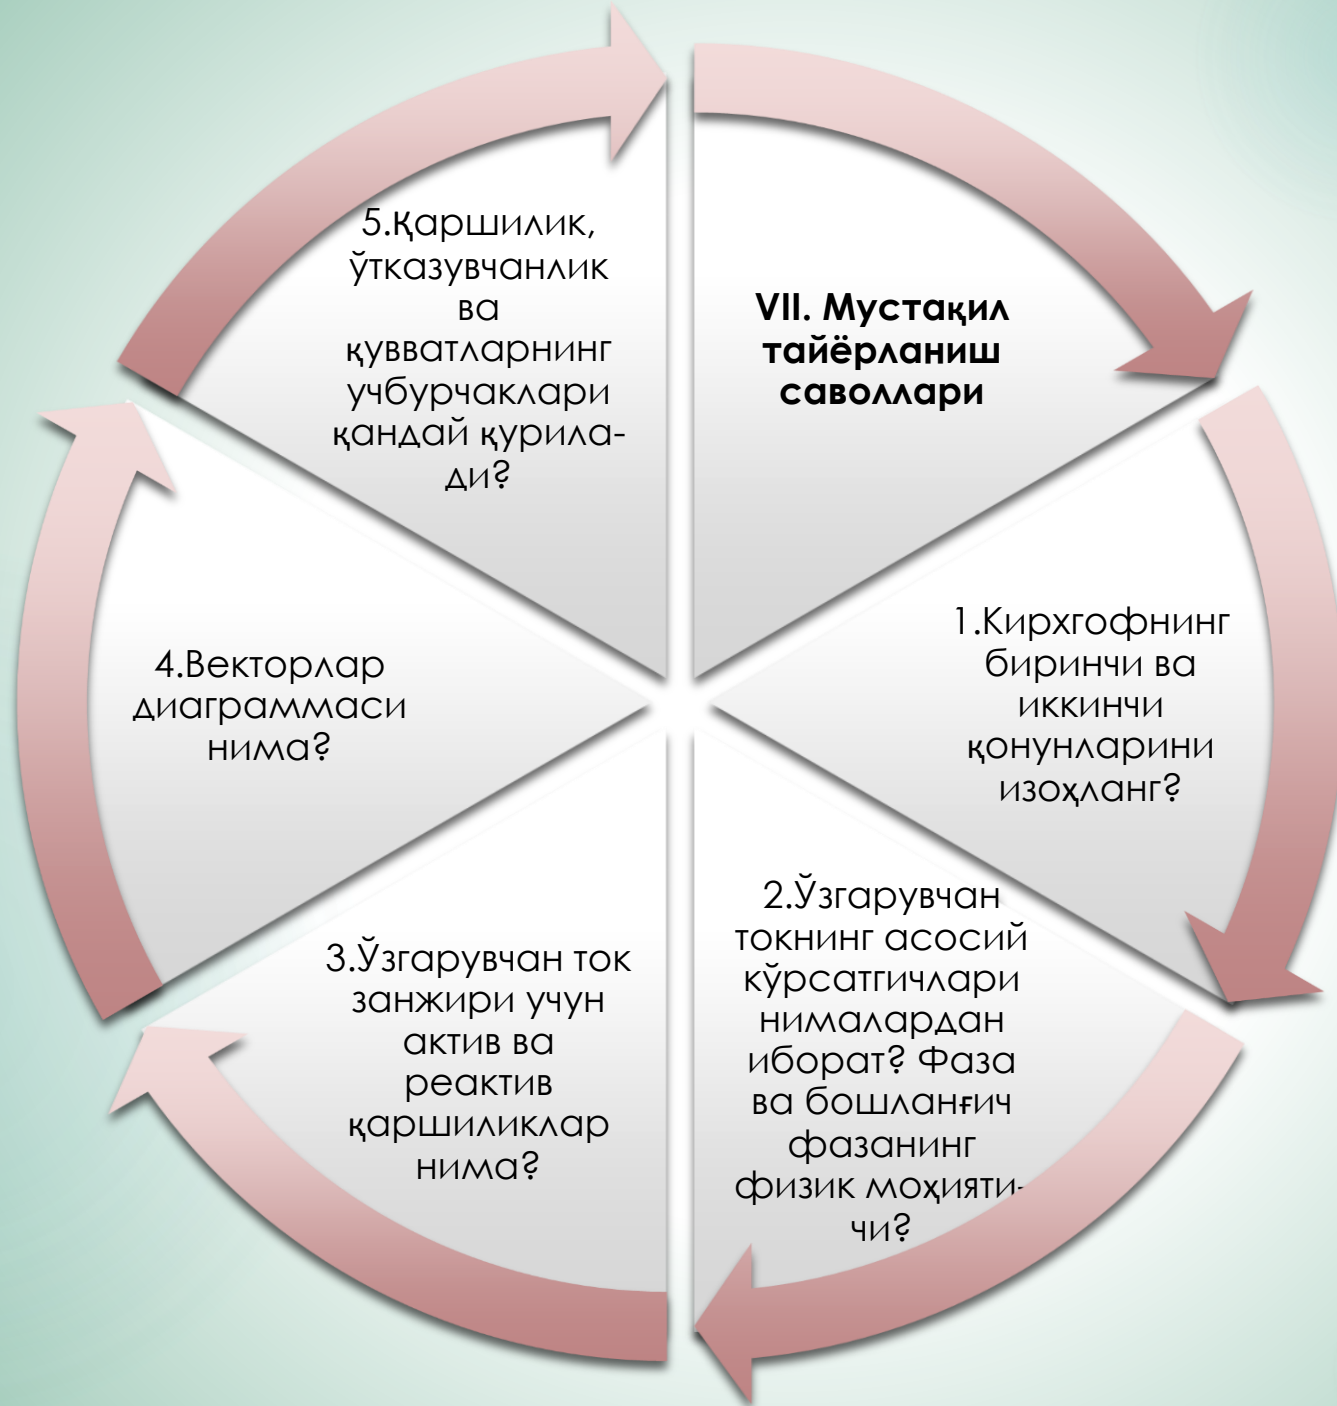 VII. Мустақил
тайёрланиш
саволлари
1.Кирхгофнинг
биринчи ва
иккинчи
қонунларини
изоҳланг?
2.Ўзгарувчан
токнинг асосий
кўрсатгичлари
нималардан
иборат? Фаза
ва бошланғич
фазанинг
физик моҳияти-
чи?
3.Ўзгарувчан ток
занжири учун
актив ва
реактив
қаршиликлар
нима?
4.Векторлар
диаграммаси
нима?
5.Қаршилик,
ўтказувчанлик
ва
қувватларнинг
учбурчаклари
қандай қурила-
ди?